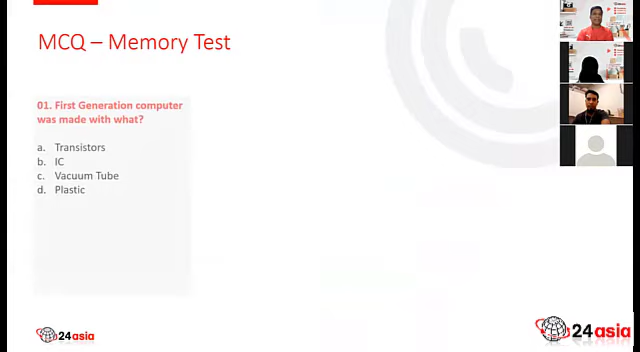 MCQ – Memory Test
01. First Generation computer
was made with what?
a. Transistors
b. IC
c. Vacuum Tube
d. Plastic
24asia
24asia